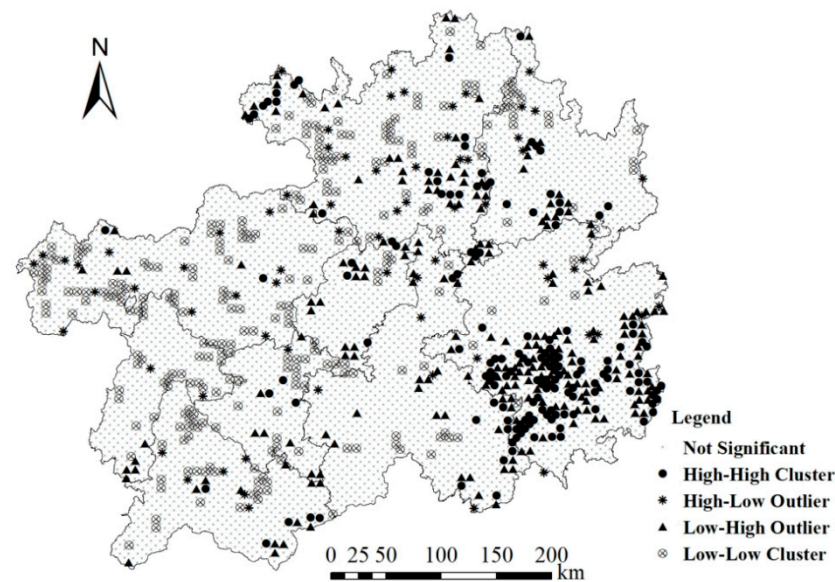 N
Legend
Not Significant
High-High Cluster
High-Low Outlier
Low-High Outlier
Low-Low Cluster
0 25 50 100 150 200
km